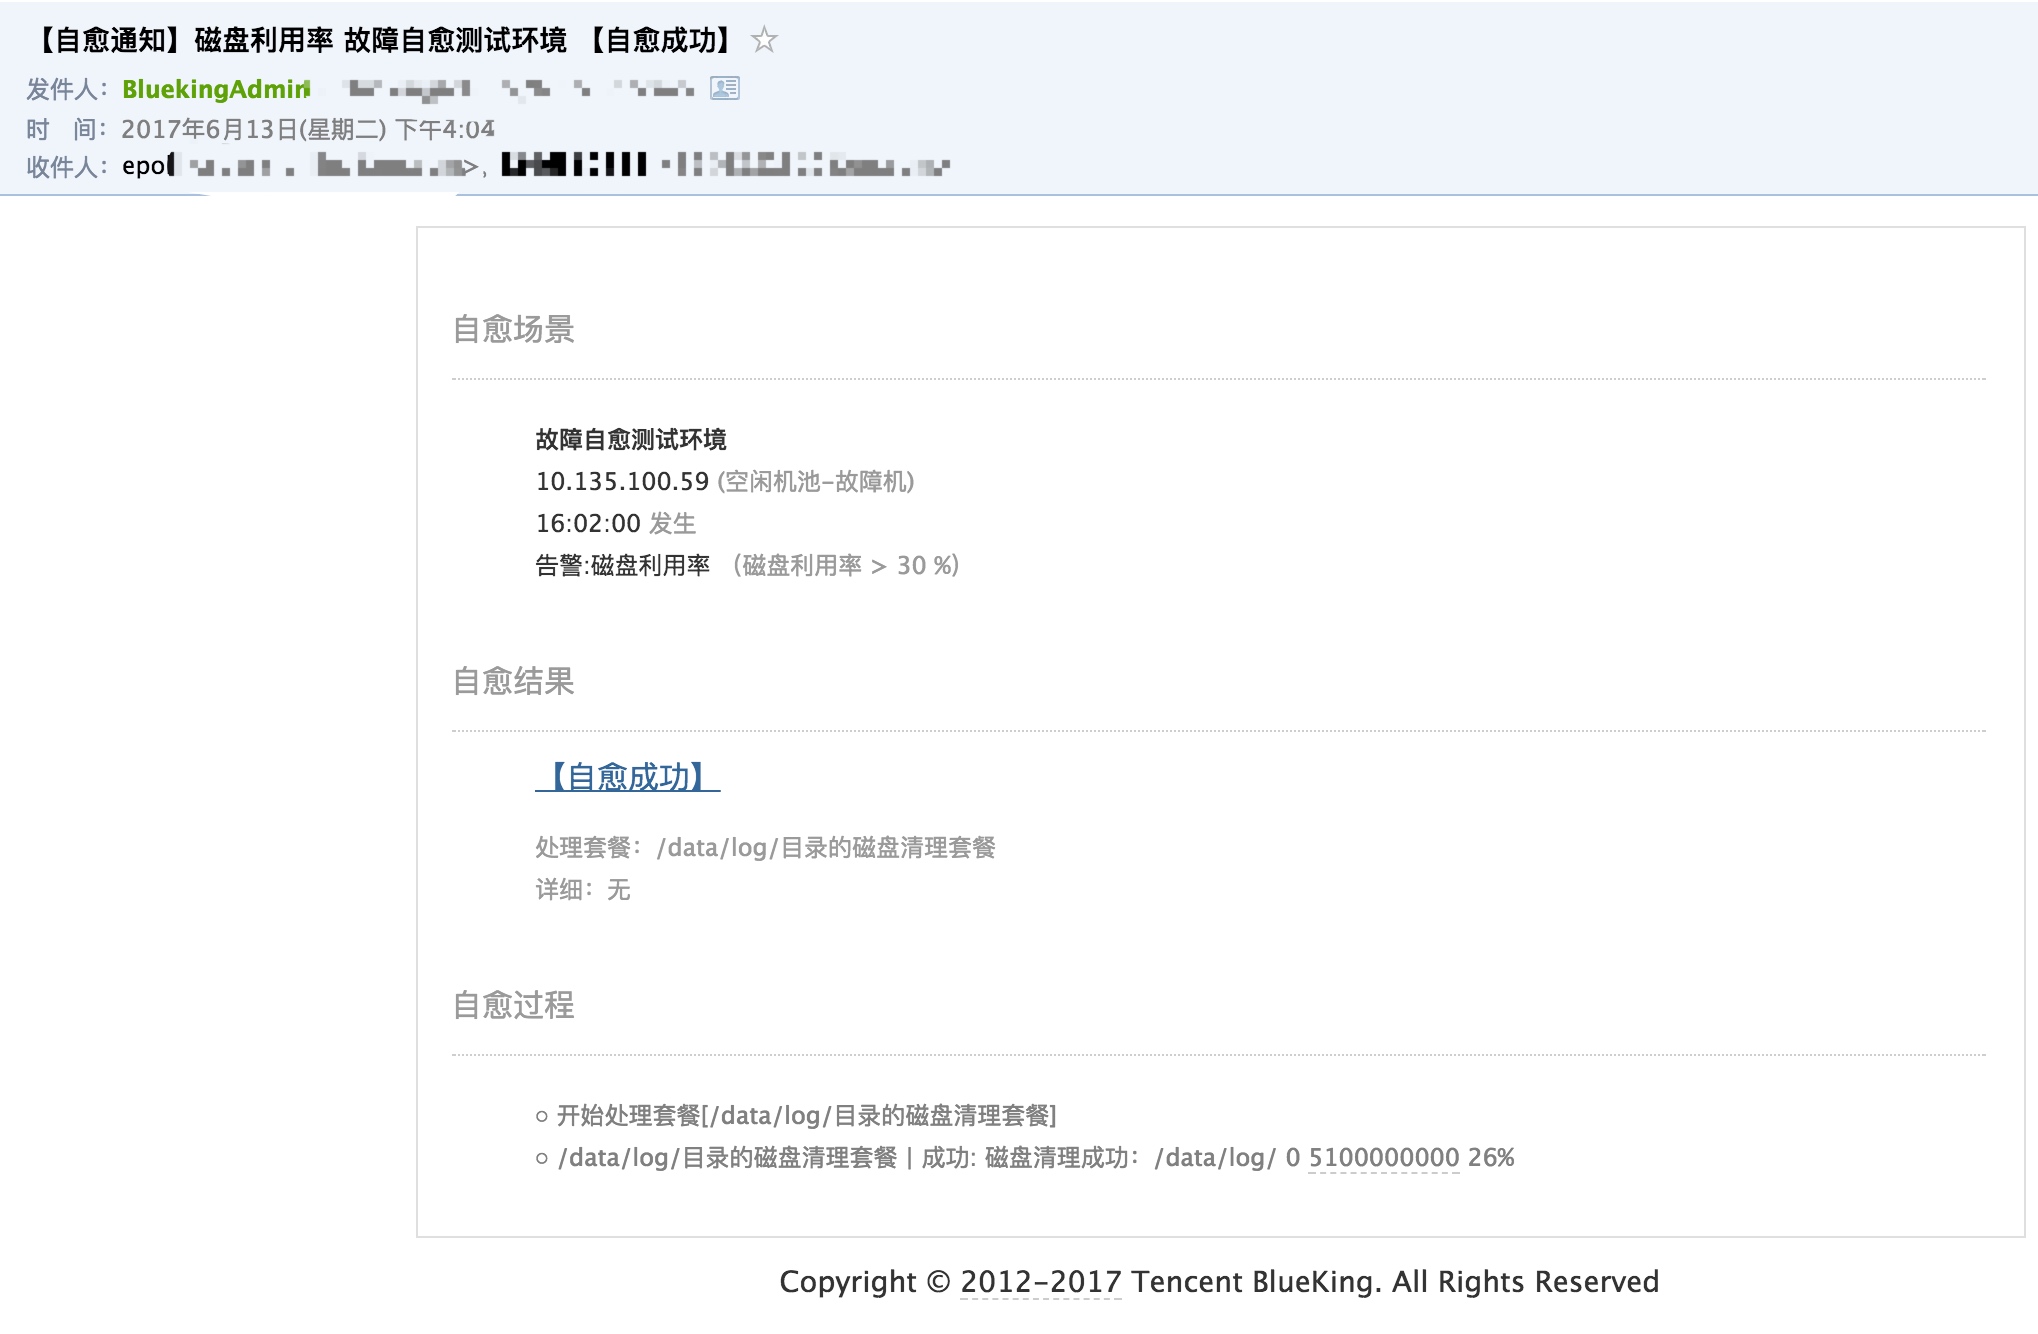 【自愈通知】磁盘利用率 故障自愈测试环境 【自愈成功】
发件人： BluekingAdmin
时 间： 2017年6月13日(星期二) 下午4:04
收件人：
自愈场景
故障自愈测试环境
10.135.100.59 (空闲机池-故障机)
16:02:00 发生
告警:磁盘利用率 （磁盘利用率 > 30 %)
自愈结果
【自愈成功】
处理套餐： /data/log/目录的磁盘清理套餐
详细： 无
自愈过程
开始处理套餐[/data/log/目录的磁盘清理套餐]
/data/log/目录的磁盘清理套餐 | 成功: 磁盘清理成功： /data/log/ 0 5100000000 26%
Copyright © 2012-2017 Tencent BlueKing. All Rights Reserved